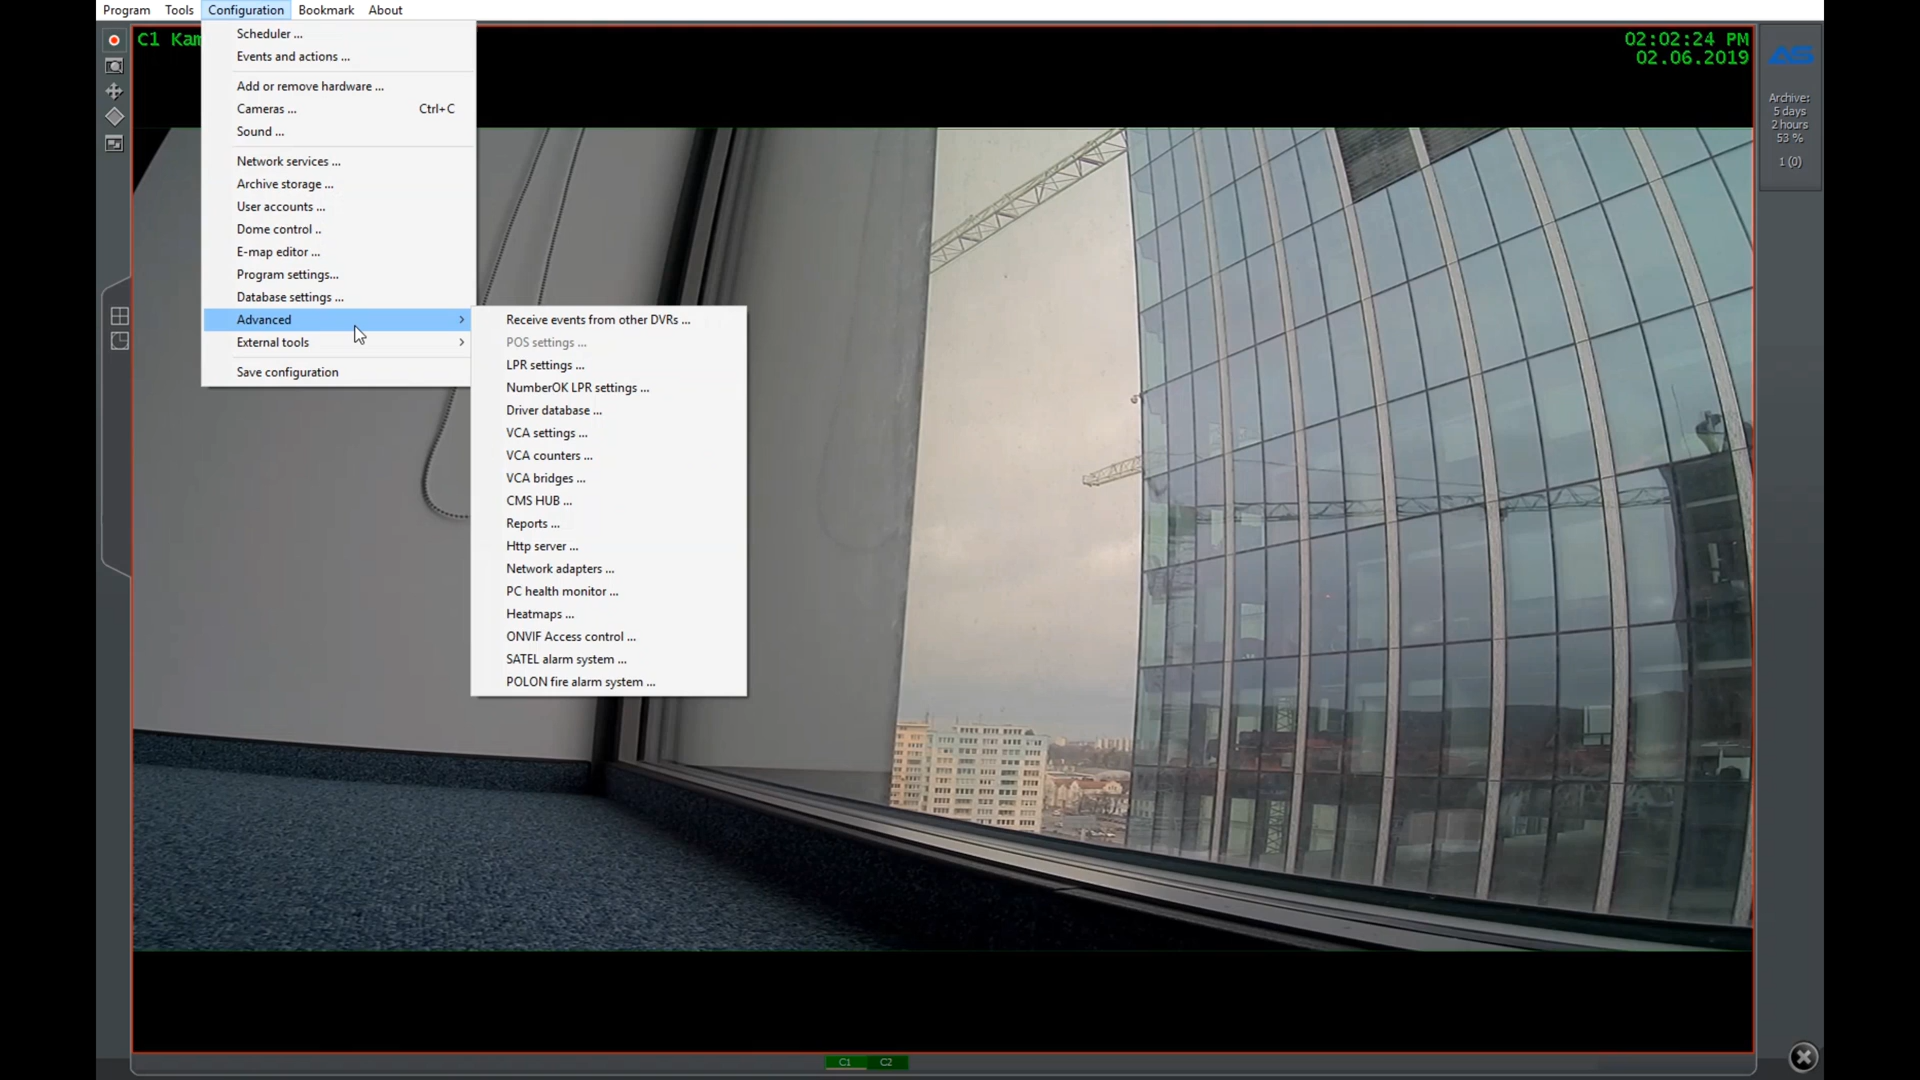 Program Tools Configuration Bookmark About
C1 Kam
02:02:24 PM
02.06.2019
AS
Archive:
5 days
2 hours
53 %
1 (0)
Scheduler ...
Events and actions ...
Add or remove hardware ...
Cameras ... Ctrl+C
Sound ...
Network services ...
Archive storage ...
User accounts ...
Dome control ..
E-map editor ...
Program settings...
Database settings ...
Advanced
External tools
Save configuration
Receive events from other DVRs ...
POS settings ...
LPR settings ...
NumberOK LPR settings ...
Driver database ...
VCA settings ...
VCA counters ...
VCA bridges ...
CMS HUB ...
Reports ...
Http server ...
Network adapters ...
PC health monitor ...
Heatmaps ...
ONVIF Access control ...
SATEL alarm system ...
POLON fire alarm system ...
C1 C2